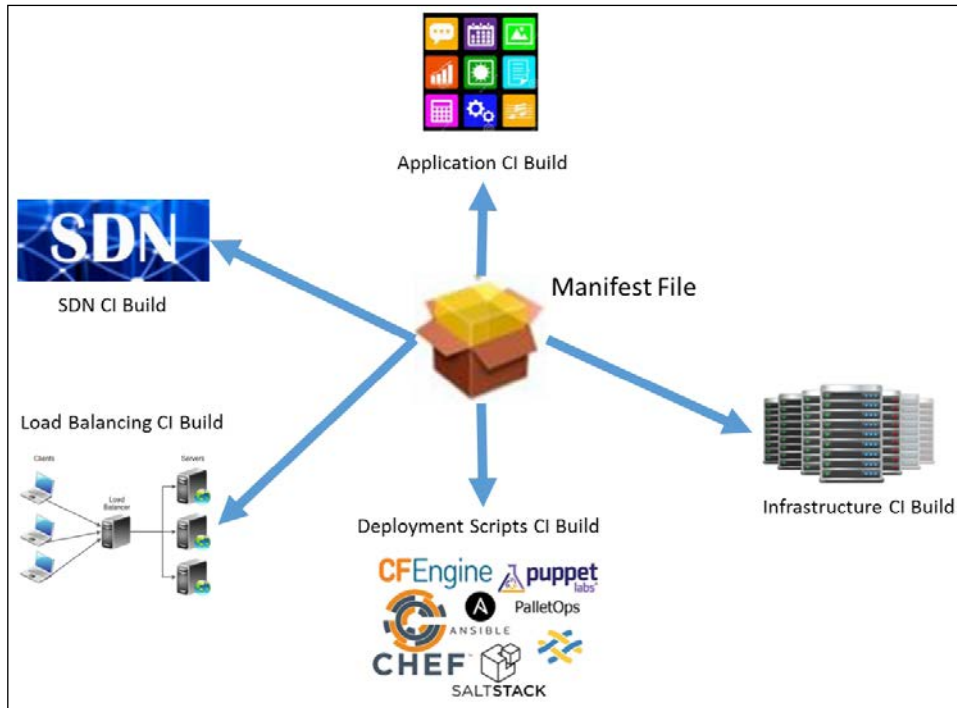 Application CI Build
SDN
SDN CI Build
Manifest File
Load Balancing CI Build
Clients
Servers
Load
Balancer
Infrastructure CI Build
Deployment Scripts CI Build
CFEngine
puppet
labs
A
ANSIBLE
PalletOps
CHEF™
SALTSTACK